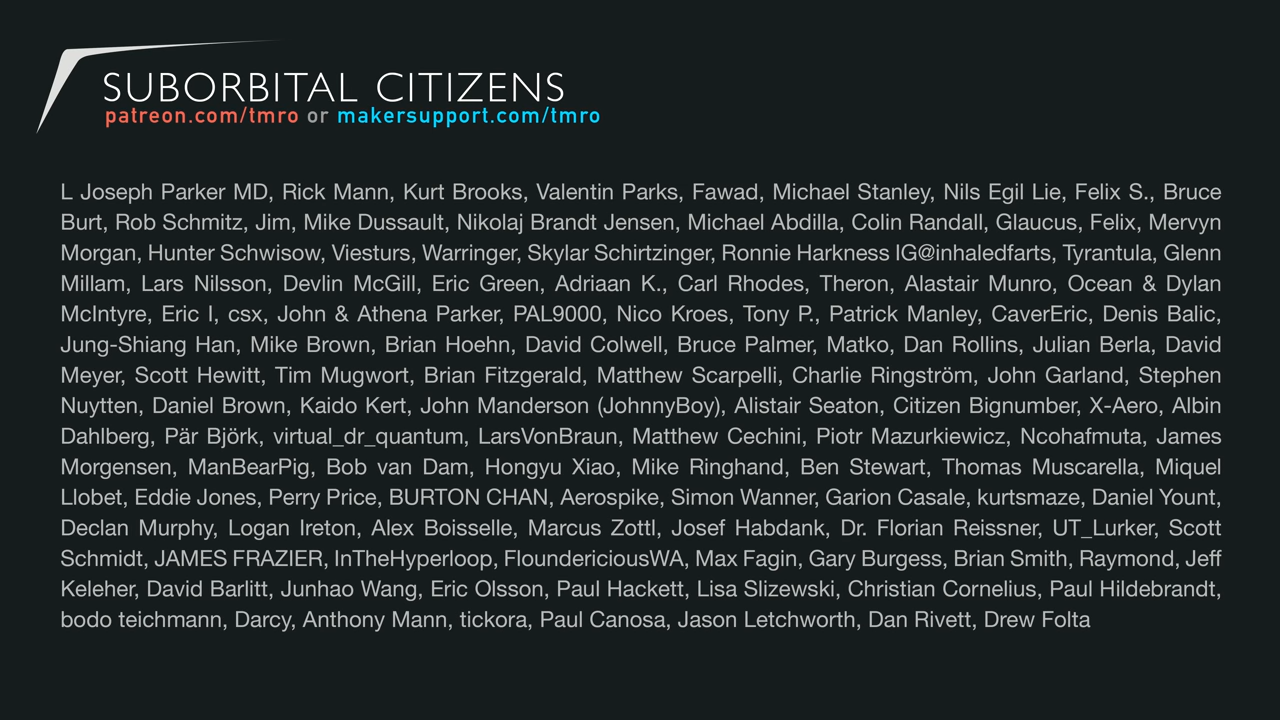 SUBORBITAL CITIZENS
patreon.com/tmro or makersupport.com/tmro
L Joseph Parker MD, Rick Mann, Kurt Brooks, Valentin Parks, Fawad, Michael Stanley, Nils Egil Lie, Felix S., Bruce
Burt, Rob Schmitz, Jim, Mike Dussault, Nikolaj Brandt Jensen, Michael Abdilla, Colin Randall, Glaucus, Felix, Mervyn
Morgan, Hunter Schwisow, Viesturs, Warringer, Skylar Schirtzinger, Ronnie Harkness IG@inhaledfarts, Tyrantula, Glenn
Millam, Lars Nilsson, Devlin McGill, Eric Green, Adriaan K., Carl Rhodes, Theron, Alastair Munro, Ocean & Dylan
McIntyre, Eric I, csx, John & Athena Parker, PAL9000, Nico Kroes, Tony P., Patrick Manley, CaverEric, Denis Balic,
Jung-Shiang Han, Mike Brown, Brian Hoehn, David Colwell, Bruce Palmer, Matko, Dan Rollins, Julian Berla, David
Meyer, Scott Hewitt, Tim Mugwort, Brian Fitzgerald, Matthew Scarpelli, Charlie Ringström, John Garland, Stephen
Nuytten, Daniel Brown, Kaido Kert, John Manderson (JohnnyBoy), Alistair Seaton, Citizen Bignumber, X-Aero, Albin
Dahlberg, Pär Björk, virtual_dr_quantum, LarsVonBraun, Matthew Cechini, Piotr Mazurkiewicz, Ncohafmuta, James
Morgensen, ManBearPig, Bob van Dam, Hongyu Xiao, Mike Ringhand, Ben Stewart, Thomas Muscarella, Miquel
Llobet, Eddie Jones, Perry Price, BURTON CHAN, Aerospike, Simon Wanner, Garion Casale, kurtsmaze, Daniel Yount,
Declan Murphy, Logan Ireton, Alex Boisselle, Marcus Zottl, Josef Habdank, Dr. Florian Reissner, UT_Lurker, Scott
Schmidt, JAMES FRAZIER, InTheHyperloop, FloundericiousWA, Max Fagin, Gary Burgess, Brian Smith, Raymond, Jeff
Keleher, David Barlitt, Junhao Wang, Eric Olsson, Paul Hackett, Lisa Slizewski, Christian Cornelius, Paul Hildebrandt,
bodo teichmann, Darcy, Anthony Mann, tickora, Paul Canosa, Jason Letchworth, Dan Rivett, Drew Folta